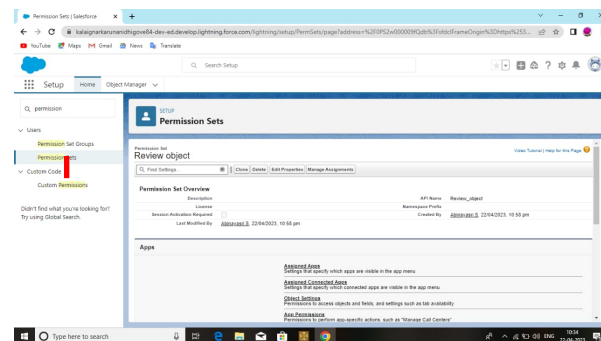 Permission Sets | Salesforce
kalaignarkarunanidhigove84-dev-ed.develop.lightning.force.com/lightning/setup/PermSets/page?address=%2F0PS2w000009fQdb%3FsfdcIFrameOrigin%3Dhttps%253...
YouTube Maps Gmail News Translate
Search Setup
Setup Home Object Manager
permission
Users
Permission Set Groups
Permission Sets
Custom Code
Custom Permissions
Didn't find what you're looking for?
Try using Global Search.
SETUP
Permission Sets
Permission Set
Review object
Video Tutorial | Help for this Page
Find Settings...
Clone Delete Edit Properties Manage Assignments
Permission Set Overview
Description API Name Review_object
License Namespace Prefix
Session Activation Required Created By Abinayasri S, 22/04/2023, 10:58 pm
Last Modified By Abinayasri S, 22/04/2023, 10:58 pm
Apps
Assigned Apps
Settings that specify which apps are visible in the app menu
Assigned Connected Apps
Settings that specify which connected apps are visible in the app menu
Object Settings
Permissions to access objects and fields, and settings such as tab availability
App Permissions
Permissions to perform app-specific actions, such as "Manage Call Centers"
Type here to search
ENG
10:34
22-04-2023